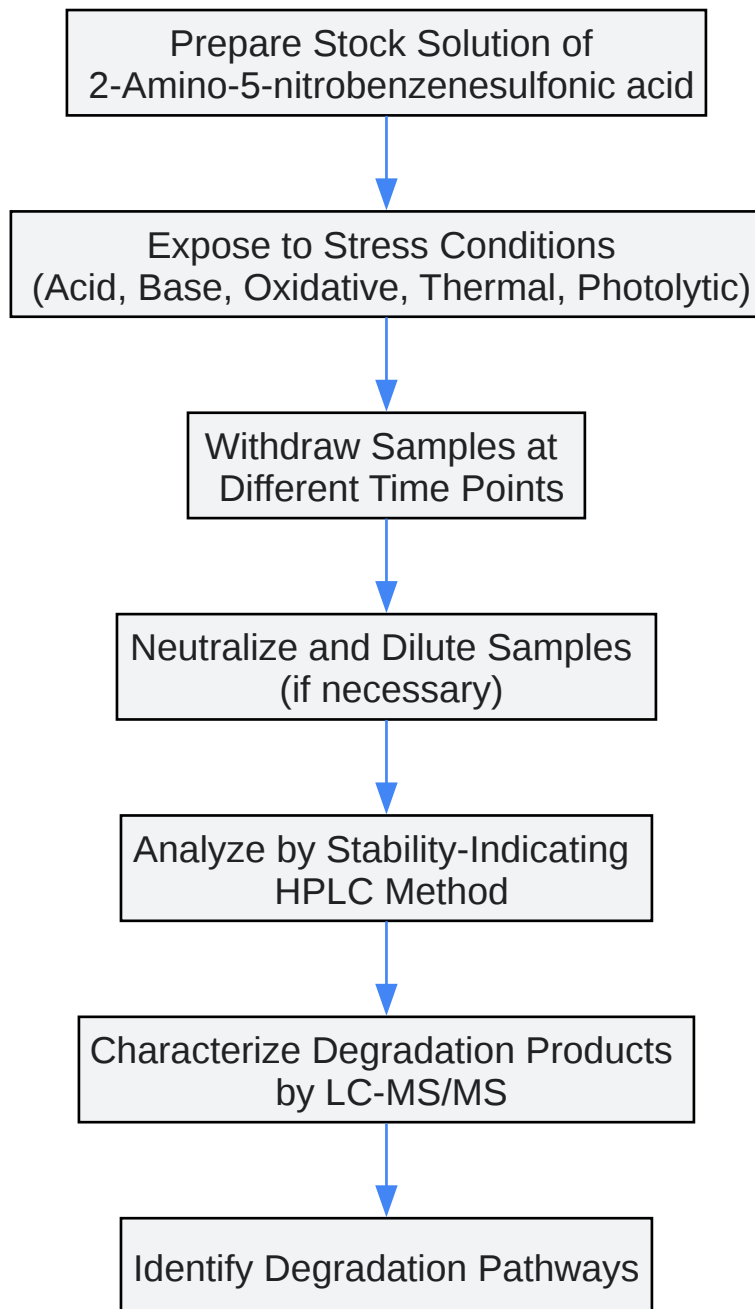 Prepare Stock Solution of
2-Amino-5-nitrobenzenesulfonic acid
Expose to Stress Conditions
(Acid, Base, Oxidative, Thermal, Photolytic)
Withdraw Samples at
Different Time Points
Neutralize and Dilute Samples
(if necessary)
Analyze by Stability-Indicating
HPLC Method
Characterize Degradation Products
by LC-MS/MS
Identify Degradation Pathways